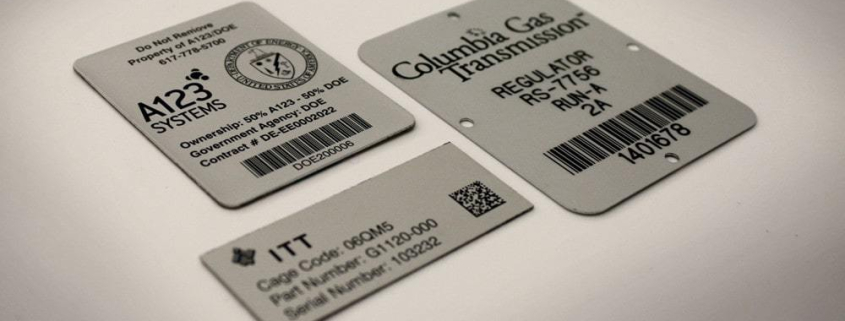 Do Not Remove
Property of A123/DOE
617-778-5700
A123
SYSTEMS
Ownership: 50% A123 - 50% DOE
Government Agency: DOE
Contract # DE-EE0002022
DOE200006
Columbia Gas
Transmission
REGULATOR
RS-7756
RUN-A
2A
1401678
ITT
Cage Code: 06QM5
Part Number: G1120-000
Serial Number: 103232